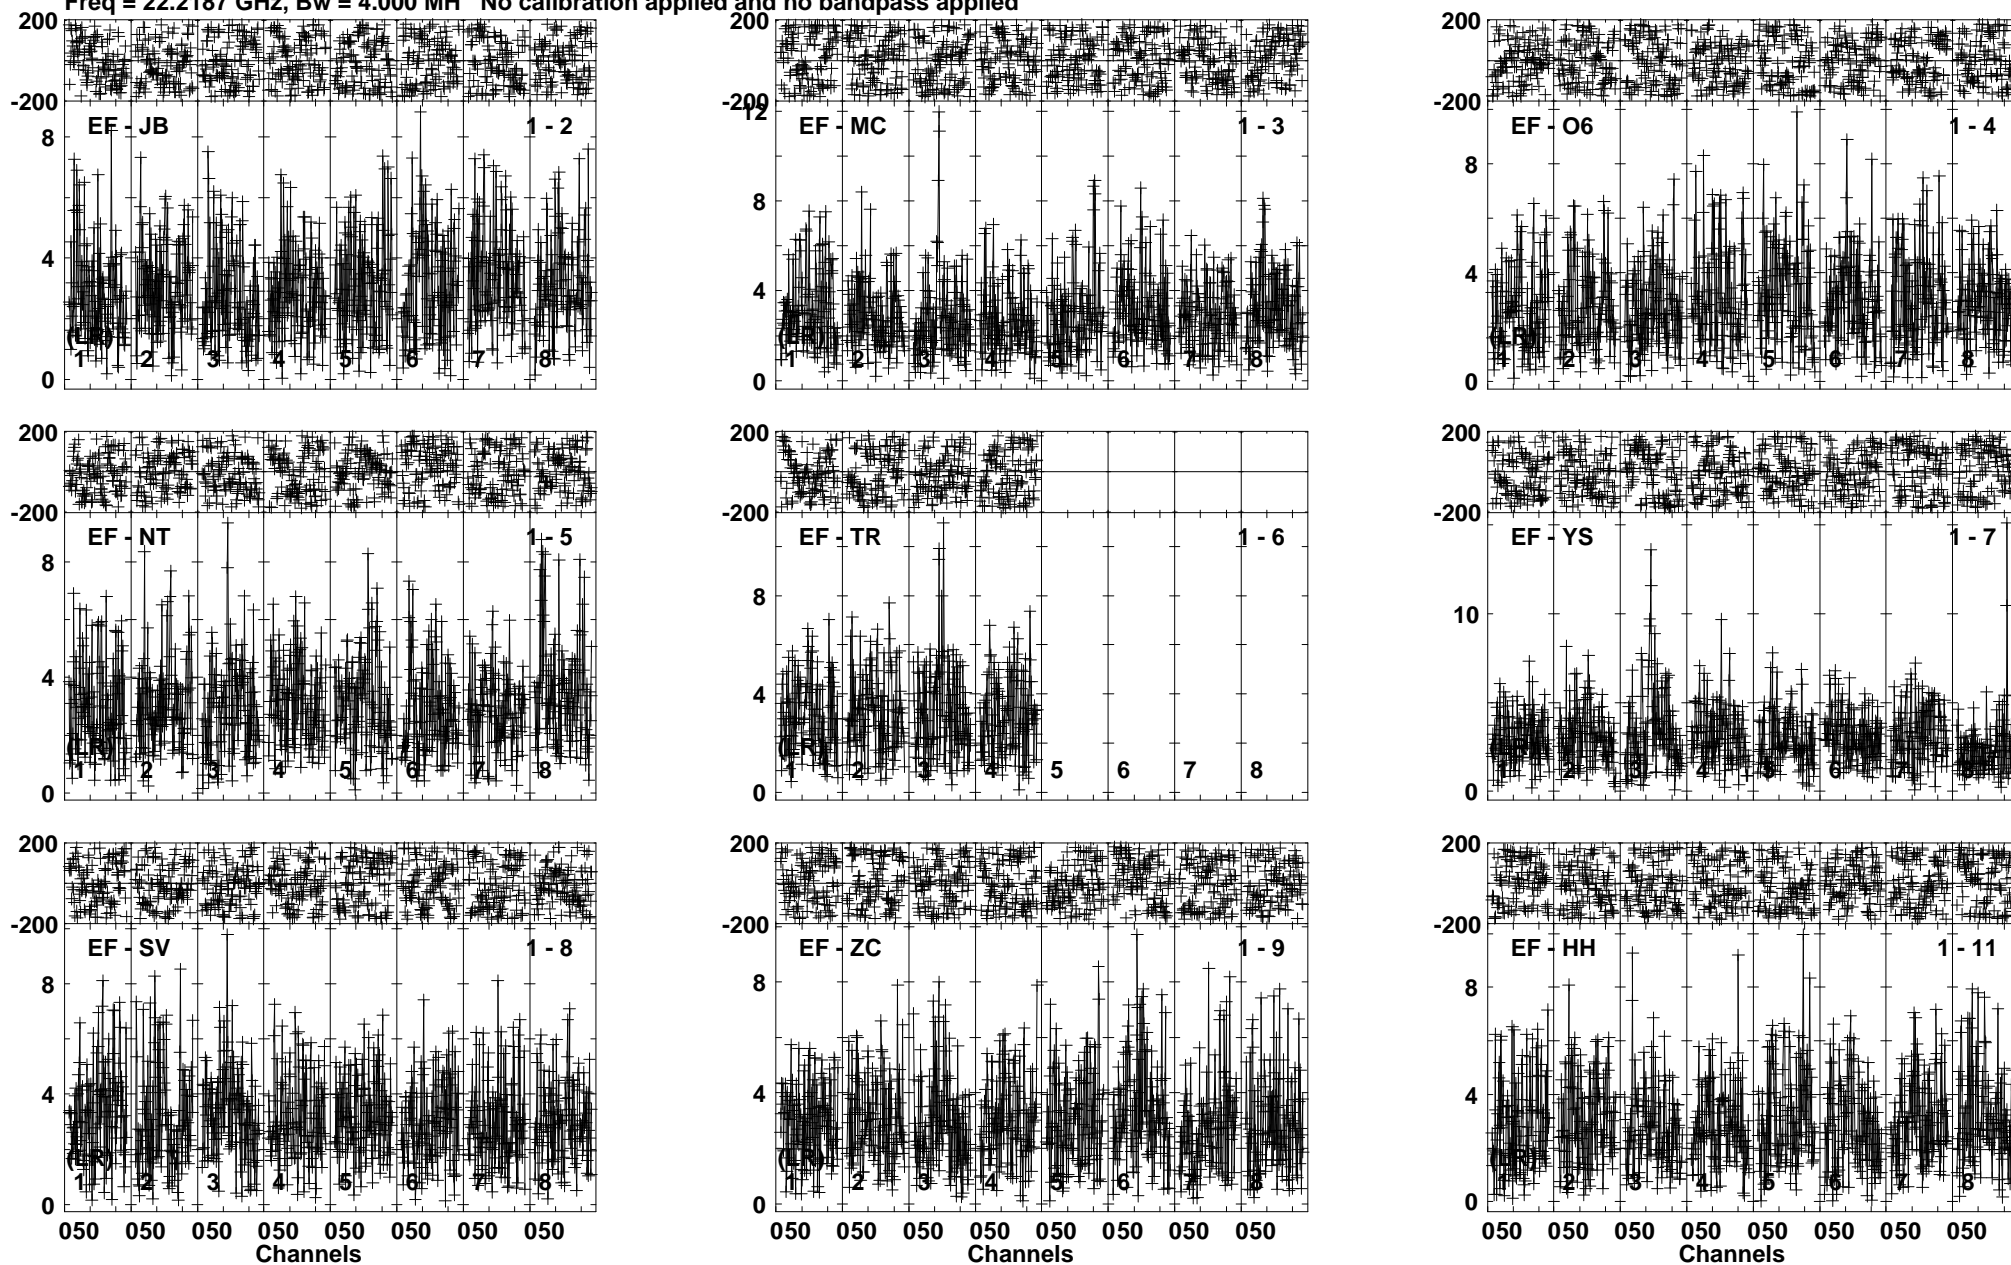 Freq = 22.2187 GHz, Bw = 4.000 MH No calibration applied and no bandpass applied
200 200 200
-200 -200 -200
12
EF - JB 1 - 2 EF - MC 1 - 3 EF - O6 1 - 4
8 8 8
4 4 4
(LR) (LR) (LR)
1 2 3 4 5 6 7 8 1 2 3 4 5 6 7 8 1 2 3 4 5 6 7 8
0 0 0
200 200 200
-200 -200 -200
EF - NT 1 - 5 EF - TR 1 - 6 EF - YS 1 - 7
8 8 10
4 4
(LR) (LR) (LR)
1 2 3 4 5 6 7 8 1 2 3 4 5 6 7 8 1 2 3 4 5 6 7 8
0 0 0
200 200 200
-200 -200 -200
EF - SV 1 - 8 EF - ZC 1 - 9 EF - HH 1 - 11
8 8 8
4 4 4
(LR) (LR) (LR)
1 2 3 4 5 6 7 8 1 2 3 4 5 6 7 8 1 2 3 4 5 6 7 8
0 0 0
050 050 050 050 050 050 050 050 050 050 050 050 050 050 050 050 050 050 050 050 050 050 050 050
Channels Channels Channels